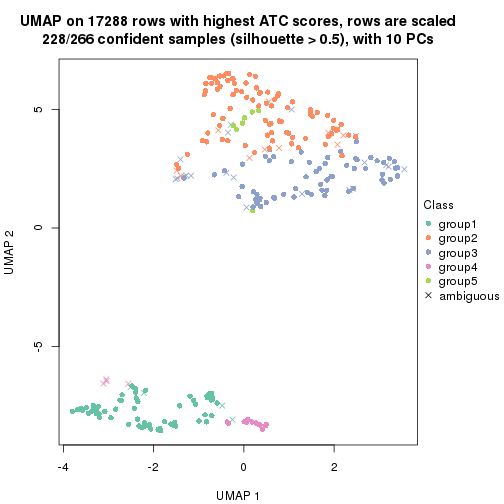 UMAP on 17288 rows with highest ATC scores, rows are scaled
228/266 confident samples (silhouette > 0.5), with 10 PCs
5
0
-5
UMAP 2
-4
-2
0
2
UMAP 1
Class
group1
group2
group3
group4
group5
ambiguous